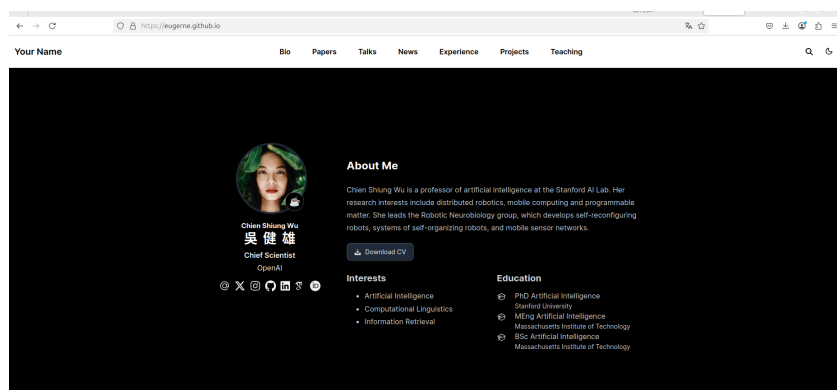 https://eugerne.github.io
Your Name
Bio
Papers
Talks
News
Experience
Projects
Teaching
Chien Shiung Wu
吳健雄
Chief Scientist
OpenAI
About Me
Chien Shiung Wu is a professor of artificial intelligence at the Stanford AI Lab. Her
research interests include distributed robotics, mobile computing and programmable
matter. She leads the Robotic Neurobiology group, which develops self-reconfiguring
robots, systems of self-organizing robots, and mobile sensor networks.
Download CV
Interests
Artificial Intelligence
Computational Linguistics
Information Retrieval
Education
PhD Artificial Intelligence
Stanford University
MEng Artificial Intelligence
Massachusetts Institute of Technology
BSc Artificial Intelligence
Massachusetts Institute of Technology